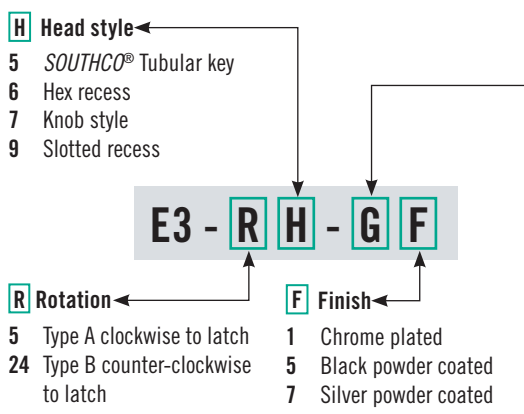 H Head style
5 SOUTHCO® Tubular key
6 Hex recess
7 Knob style
9 Slotted recess
E3 - R H - G F
R Rotation
5 Type A clockwise to latch
24 Type B counter-clockwise
to latch
F Finish
1 Chrome plated
5 Black powder coated
7 Silver powder coated